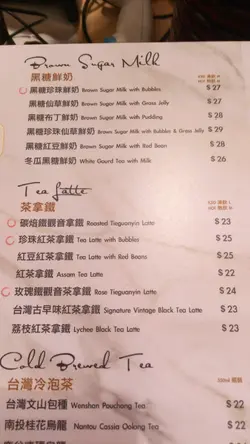 Brown Sugar Milk
黑糖鮮奶
黑糖珍珠鮮奶 Brown Sugar Milk with Bubbles $ 27
黑糖仙草鮮奶 Brown Sugar Milk with Grass Jelly $ 27
黑糖布丁鮮奶 Brown Sugar Milk with Pudding $ 28
黑糖珍珠仙草鮮奶 Brown Sugar Milk with Bubbles & Grass Jelly $ 29
黑糖紅豆鮮奶 Brown Sugar Milk with Red Bean $ 28
冬瓜黑糖鮮奶 White Gourd Tea with Milk $ 26
Tea Latte
茶拿鐵
碳焙鐵觀音拿鐵 Roasted Tieguanyin Latte $ 23
珍珠紅茶拿鐵 Tea Latte with Bubbles $ 25
紅豆紅茶拿鐵 Tea Latte with Red Beans $ 25
紅茶拿鐵 Assam Tea Latte $ 22
玫瑰鐵觀音茶拿鐵 Rose Tieguanyin Latte $ 24
台灣古早味紅茶拿鐵 Signature Vintage Black Tea Latte $ 23
荔枝紅茶拿鐵 Lychee Black Tea Latte $ 23
Cold Brewed Tea
台灣冷泡茶
台灣文山包種 Wenshan Pouchong Tea $ 22
南投桂花烏龍 Nantou Cassia Oolong Tea $ 22